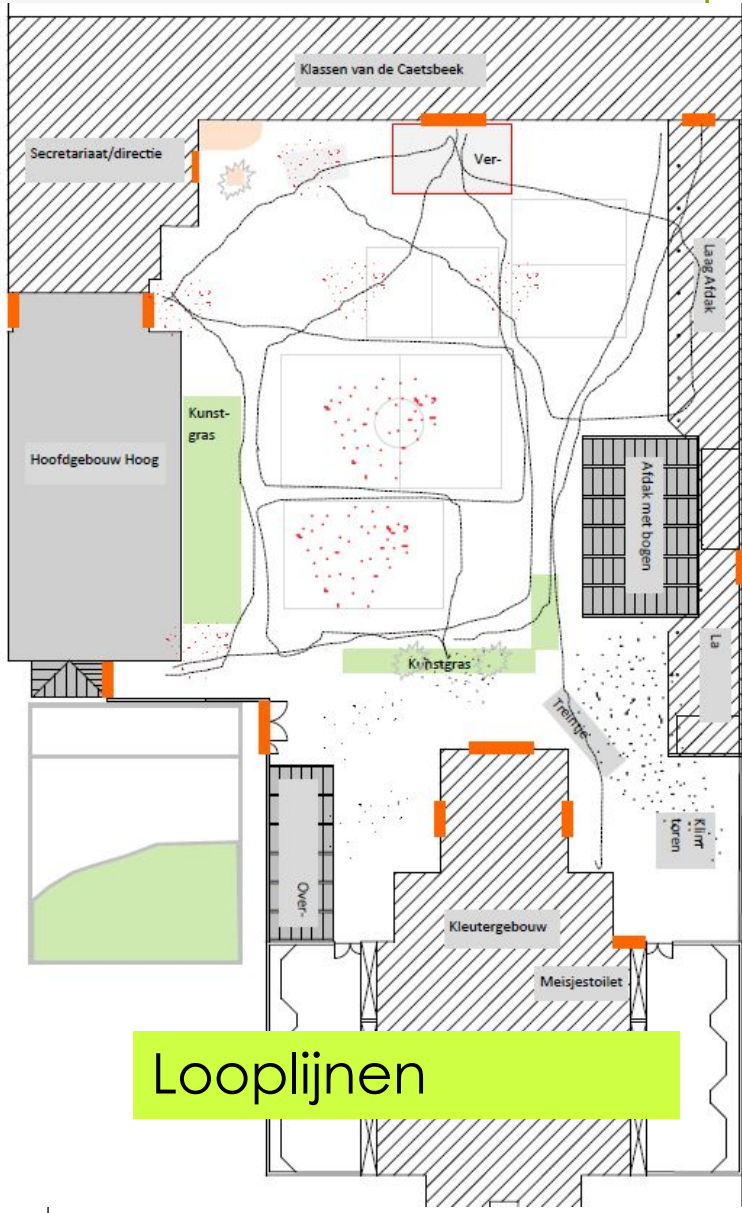 Klassen van de Caetsbeek
Secretariaat/directie
Ver-
Laag Afdak
Kunst-
gras
Hoofdgebouw Hoog
Afdak met bogen
La
Kunstgras
Treintje
Klim
toren
Over-
Kleutergebouw
Meisjestoilet
Looplijnen